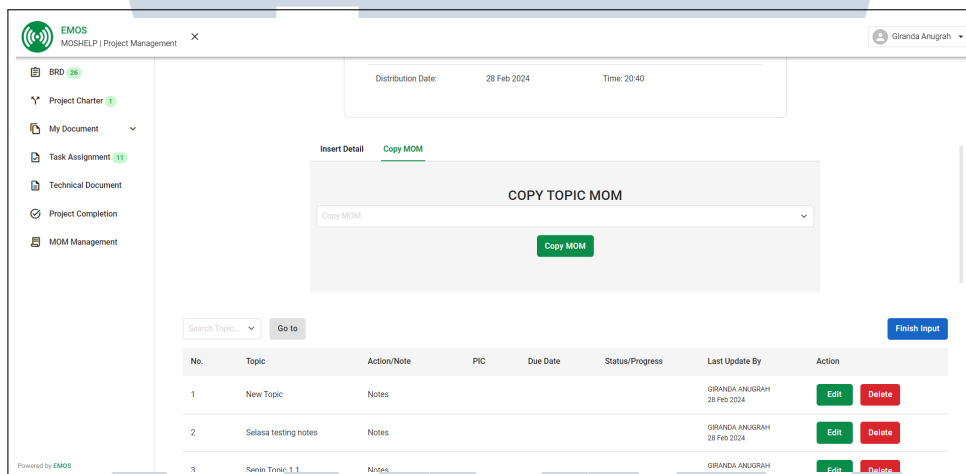 EMOS
MOSHELP | Project Management
Giranda Anugrah
BRD 26
Project Charter 1
My Document
Task Assignment 11
Technical Document
Project Completion
MOM Management
Powered by EMOS
Distribution Date: 28 Feb 2024 Time: 20:40
Insert Detail Copy MOM
COPY TOPIC MOM
Copy MOM
Copy MOM
Search Topic... Go to Finish Input
No. Topic Action/Note PIC Due Date Status/Progress Last Update By Action
1 New Topic Notes GIRANDA ANUGRAH Edit Delete
28 Feb 2024
2 Selasa testing notes Notes GIRANDA ANUGRAH Edit Delete
28 Feb 2024
3 Senin Topic 1.1 Notes GIRANDA ANUGRAH Edit Delete